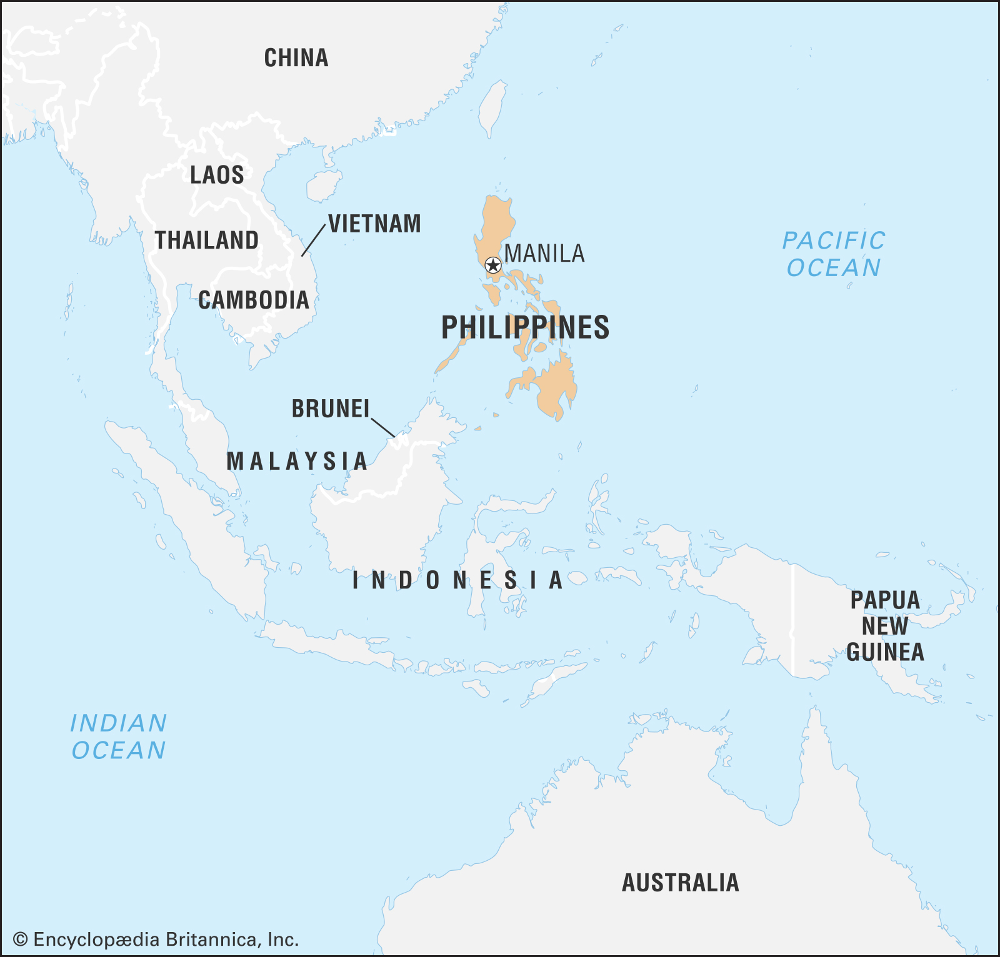 CHINA
LAOS
VIETNAM
THAILAND
PACIFIC
OCEAN
MANILA
CAMBODIA
PHILIPPINES
BRUNEI
MALAYSIA
INDONESIA
PAPUA
NEW
GUINEA
INDIAN
OCEAN
AUSTRALIA
© Encyclopædia Britannica, Inc.